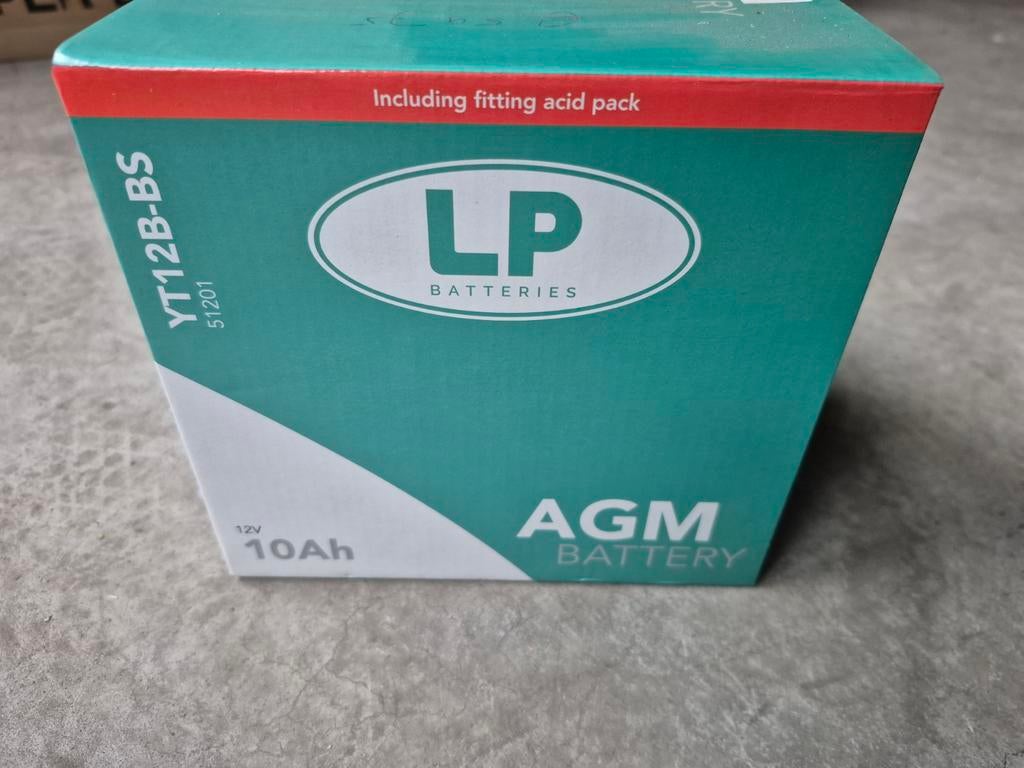 Including fitting acid pack
YT12B-BS
51201
LP
BATTERIES
12V
10Ah
AGM
BATTERY